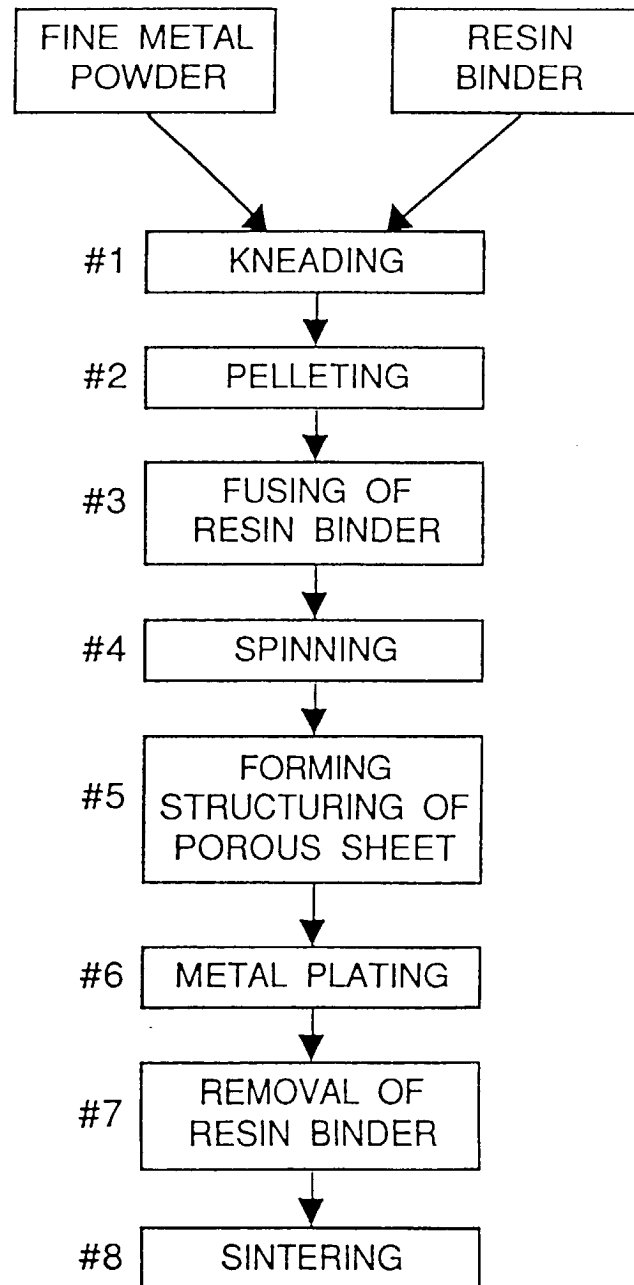 FINE METAL
POWDER
RESIN
BINDER
#1 KNEADING
#2 PELLETING
#3 FUSING OF
RESIN BINDER
#4 SPINNING
#5 FORMING
STRUCTURING OF
POROUS SHEET
#6 METAL PLATING
#7 REMOVAL OF
RESIN BINDER
#8 SINTERING